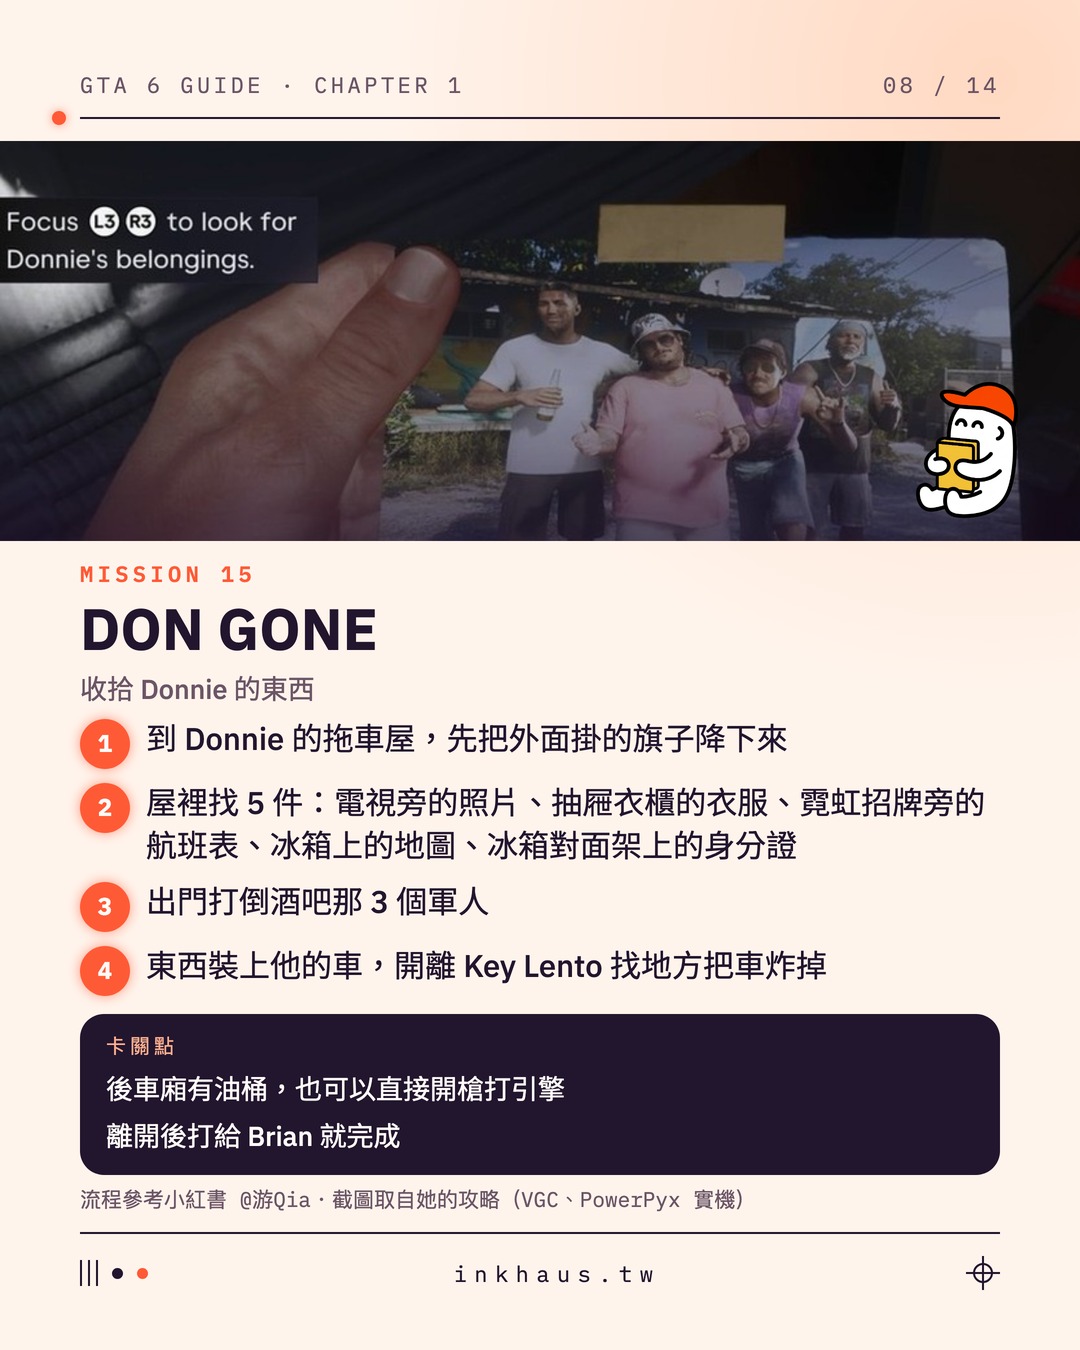 GTA 6 GUIDE · CHAPTER 1
08 / 14
Focus L3 R3 to look for
Donnie's belongings.
MISSION 15
DON GONE
收拾 Donnie 的東西
1 到 Donnie 的拖車屋，先把外面掛的旗子降下來
2 屋裡找 5 件：電視旁的照片、抽屜衣櫃的衣服、霓虹招牌旁的
航班表、冰箱上的地圖、冰箱對面架上的身分證
3 出門打倒酒吧那 3 個軍人
4 東西裝上他的車，開離 Key Lento 找地方把車炸掉
卡關點
後車廂有油桶，也可以直接開槍打引擎
離開後打給 Brian 就完成
流程參考小紅書 @游Qia · 截圖取自她的攻略（VGC、PowerPyx 實機）
inkhaus.tw